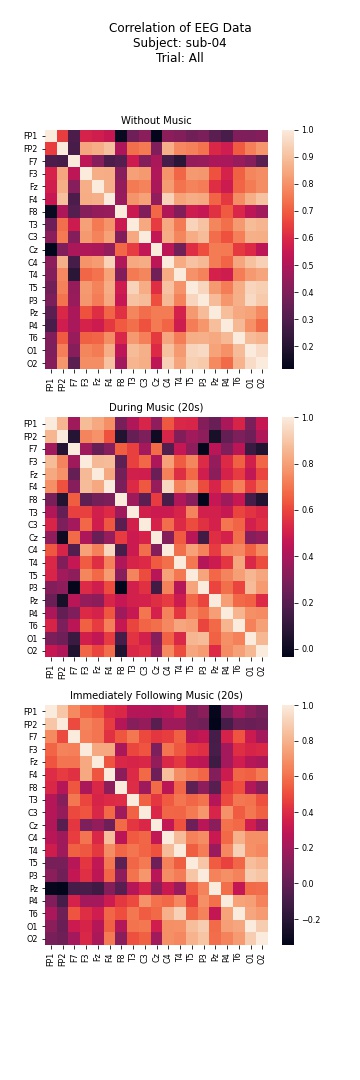 Correlation of EEG Data
Subject: sub-04
Trial: All
Without Music
FP1
FP2
F7
F3
Fz
F4
F8
T3
C3
Cz
C4
T4
T5
P3
Pz
P4
T6
O1
O2
FP1 FP2 F7 F3 Fz F4 F8 T3 C3 Cz C4 T4 T5 P3 Pz P4 T6 O1 O2
1.0
0.9
0.8
0.7
0.6
0.5
0.4
0.3
0.2
During Music (20s)
FP1
FP2
F7
F3
Fz
F4
F8
T3
C3
Cz
C4
T4
T5
P3
Pz
P4
T6
O1
O2
FP1 FP2 F7 F3 Fz F4 F8 T3 C3 Cz C4 T4 T5 P3 Pz P4 T6 O1 O2
1.0
0.8
0.6
0.4
0.2
0.0
Immediately Following Music (20s)
FP1
FP2
F7
F3
Fz
F4
F8
T3
C3
Cz
C4
T4
T5
P3
Pz
P4
T6
O1
O2
FP1 FP2 F7 F3 Fz F4 F8 T3 C3 Cz C4 T4 T5 P3 Pz P4 T6 O1 O2
1.0
0.8
0.6
0.4
0.2
0.0
−0.2